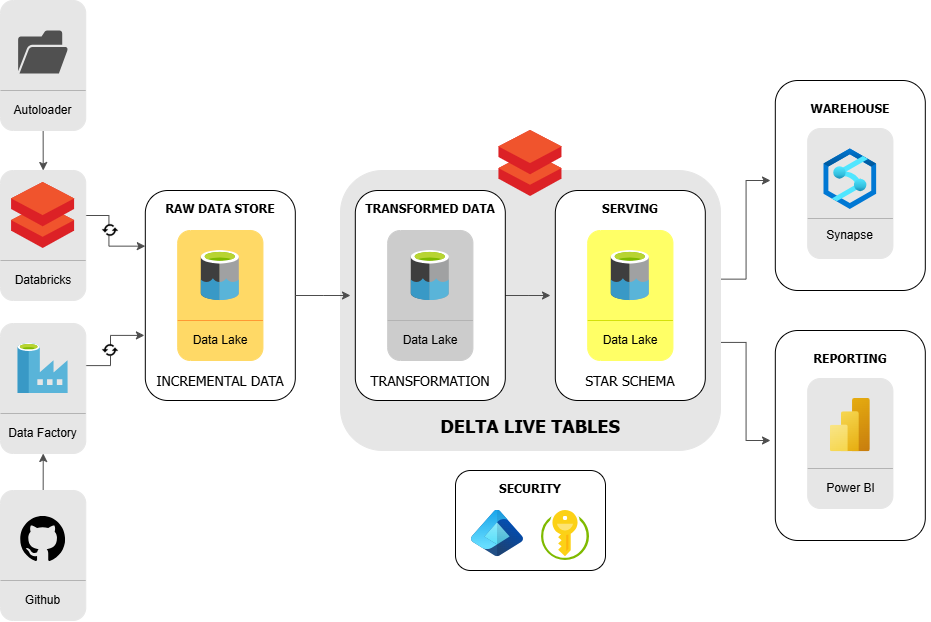 Autoloader
Databricks
Data Factory
Github
RAW DATA STORE
Data Lake
INCREMENTAL DATA
TRANSFORMED DATA
Data Lake
TRANSFORMATION
SERVING
Data Lake
STAR SCHEMA
DELTA LIVE TABLES
SECURITY
WAREHOUSE
Synapse
REPORTING
Power BI